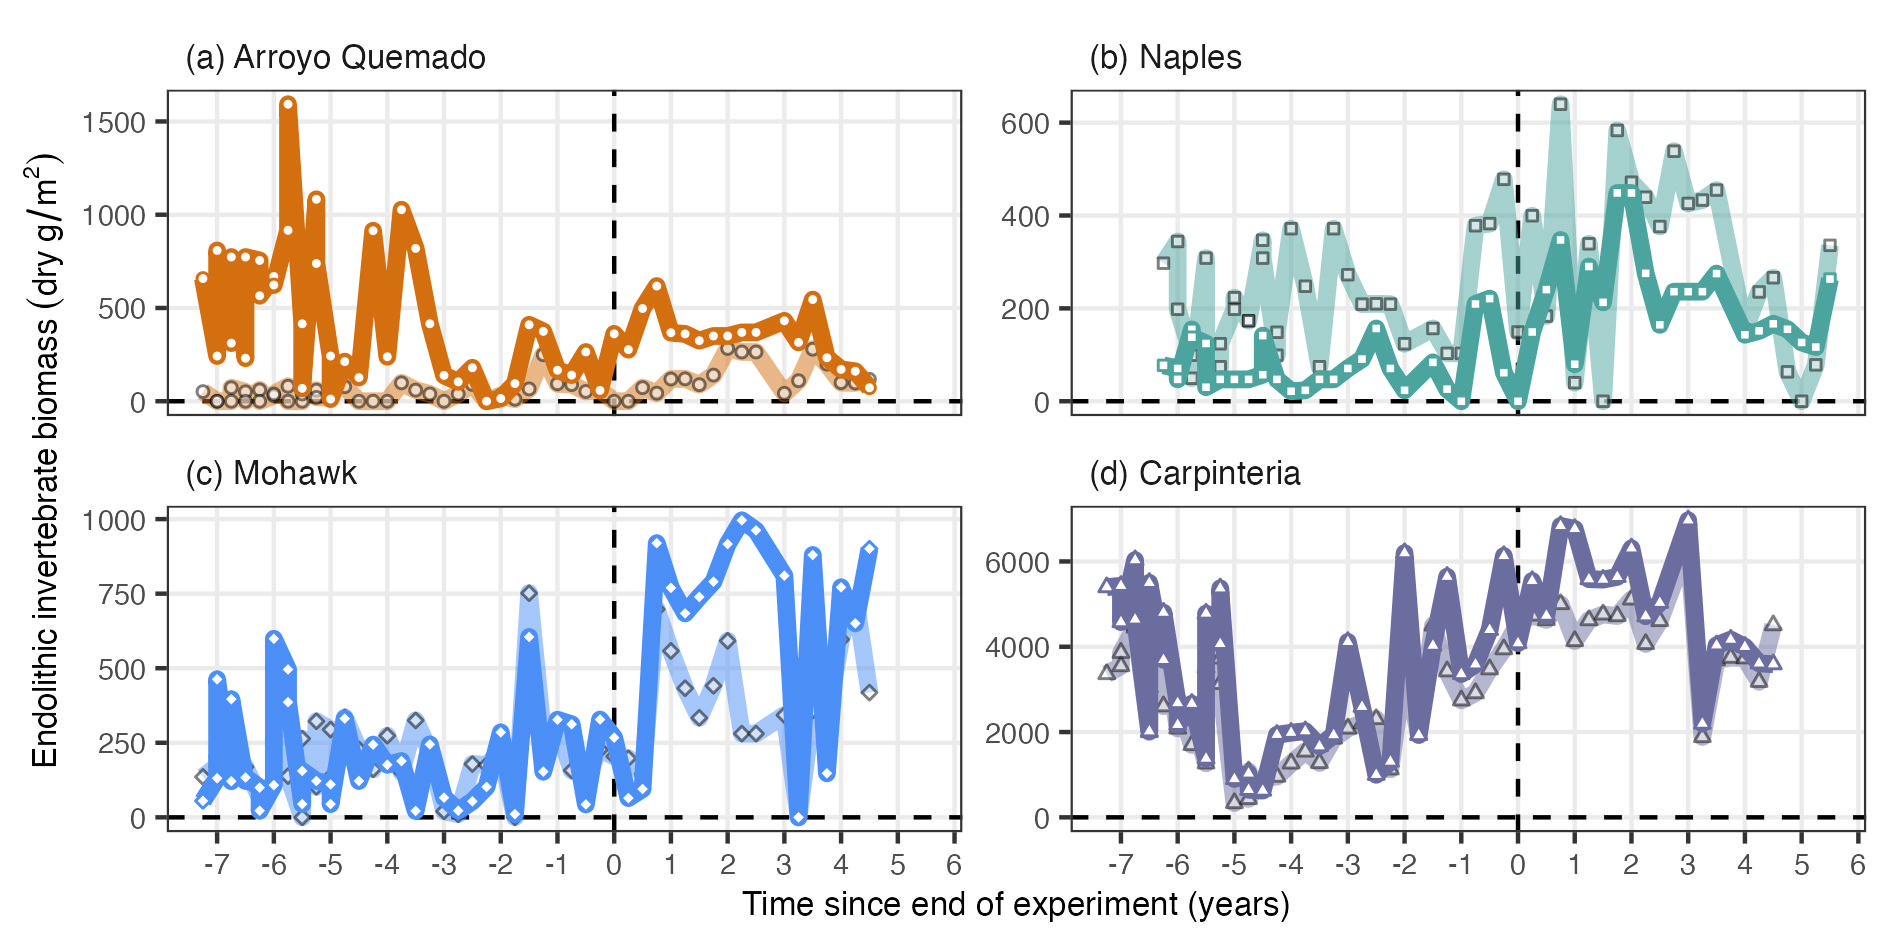 (a) Arroyo Quemado
(b) Naples
1500
1000
500
0
600
400
200
0
(c) Mohawk
(d) Carpinteria
1000
750
500
250
0
6000
4000
2000
0
-7 -6 -5 -4 -3 -2 -1 0 1 2 3 4 5 6
-7 -6 -5 -4 -3 -2 -1 0 1 2 3 4 5 6
Endolithic invertebrate biomass (dry g/m²)
Time since end of experiment (years)